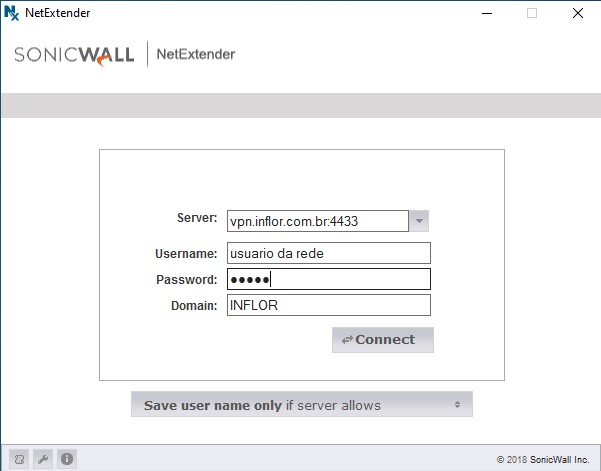 NetExtender
SONICWALL NetExtender
Server: vpn.inflor.com.br:4433
Username: usuario da rede
Password: •••••
Domain: INFLOR
Connect
Save user name only if server allows
© 2018 SonicWall Inc.